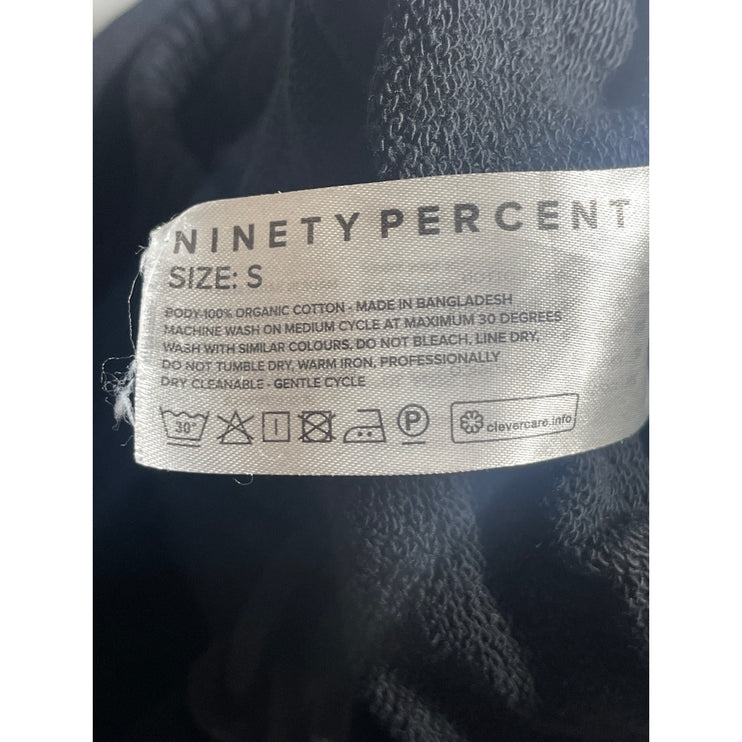 NINETY PERCENT
SIZE: S
BODY-100% ORGANIC COTTON - MADE IN BANGLADESH
MACHINE WASH ON MEDIUM CYCLE AT MAXIMUM 30 DEGREES
WASH WITH SIMILAR COLOURS, DO NOT BLEACH, LINE DRY,
DO NOT TUMBLE DRY, WARM IRON, PROFESSIONALLY
DRY CLEANABLE - GENTLE CYCLE
30° P clevercare.info